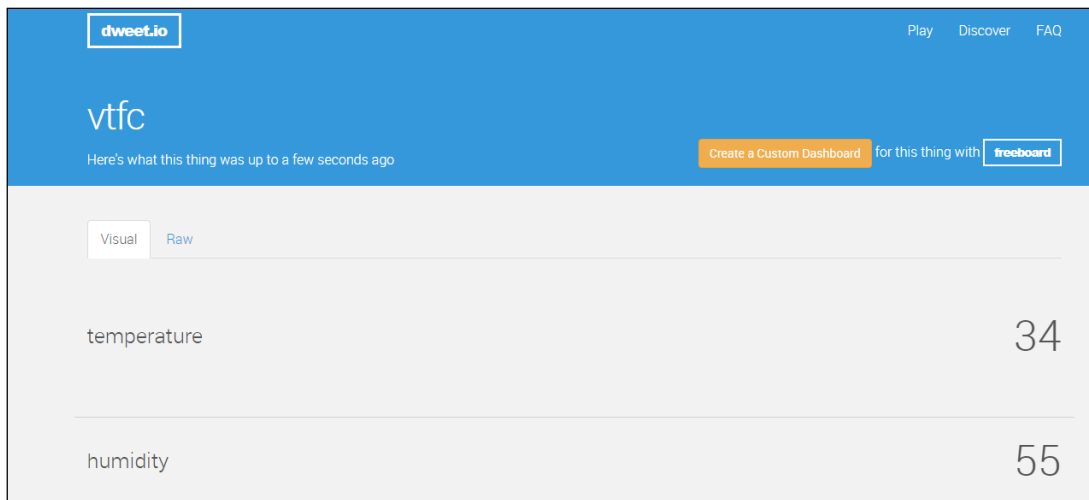 dweet.io
Play Discover FAQ
vtfc
Here's what this thing was up to a few seconds ago
Create a Custom Dashboard for this thing with freeboard
Visual Raw
temperature 34
humidity 55